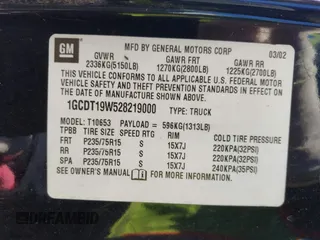 GM
MFD BY GENERAL MOTORS CORP 03/02
GVWR GAWR FRT GAWR RR
2336KG(5150LB) 1270KG(2800LB) 1225KG(2700LB)
THIS VEHICLE CONFORMS TO ALL APPLICABLE U.S. FEDERAL MOTOR
VEHICLE SAFETY AND THEFT PREVENTION STANDARDS IN EFFECT ON
THE DATE OF MANUFACTURE SHOWN ABOVE.
1GCDT19W528219000 TYPE: TRUCK
MODEL: T10653 PAYLOAD = 596KG(1313LB)
TPBB TIRE SIZE SPEED RTG RIM COLD TIRE PRESSURE
FRT P235/75R15 S 15X7J 220KPA(32PSI)
RR P235/75R15 S 15X7J 220KPA(32PSI)
SPA P235/75R15 S 15X7J 240KPA(35PSI)
SEE OWNER'S MANUAL FOR ADDITIONAL INFORMATION.
© DRIFTING